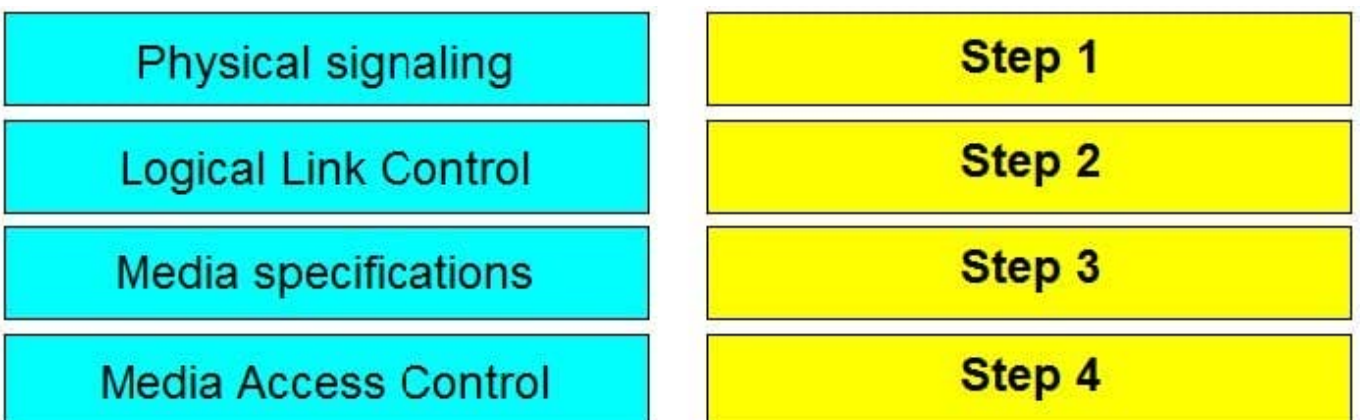 Physical signaling
Step 1
Logical Link Control
Step 2
Media specifications
Step 3
Media Access Control
Step 4